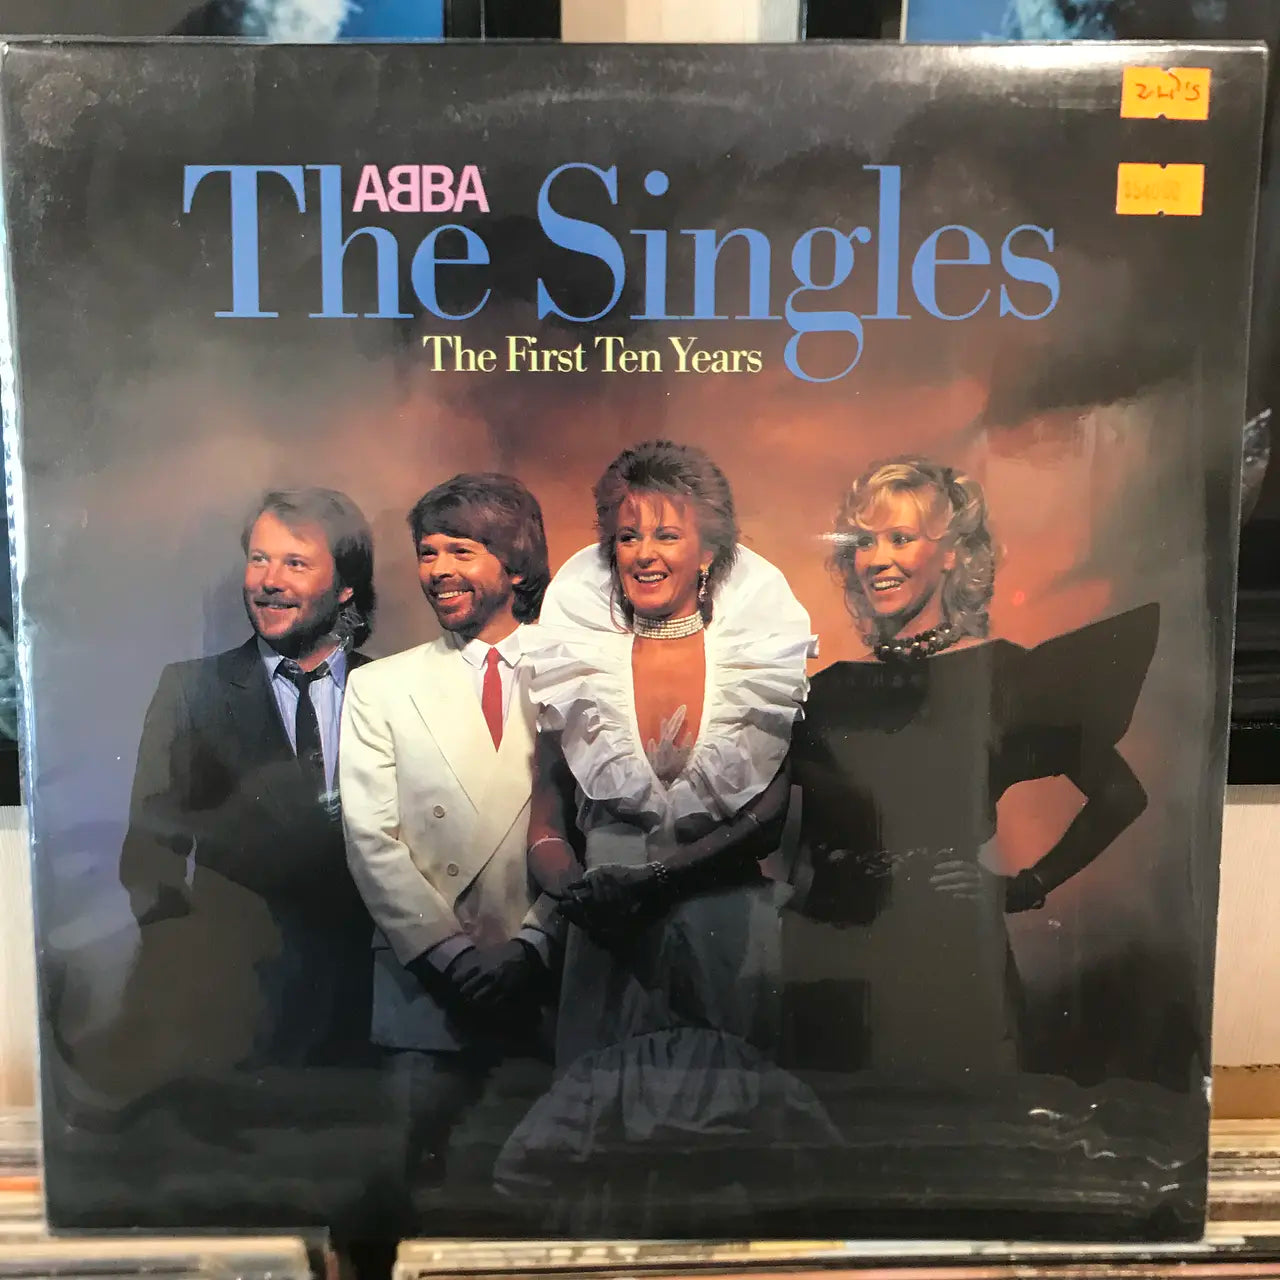 ABBA
The Singles
The First Ten Years